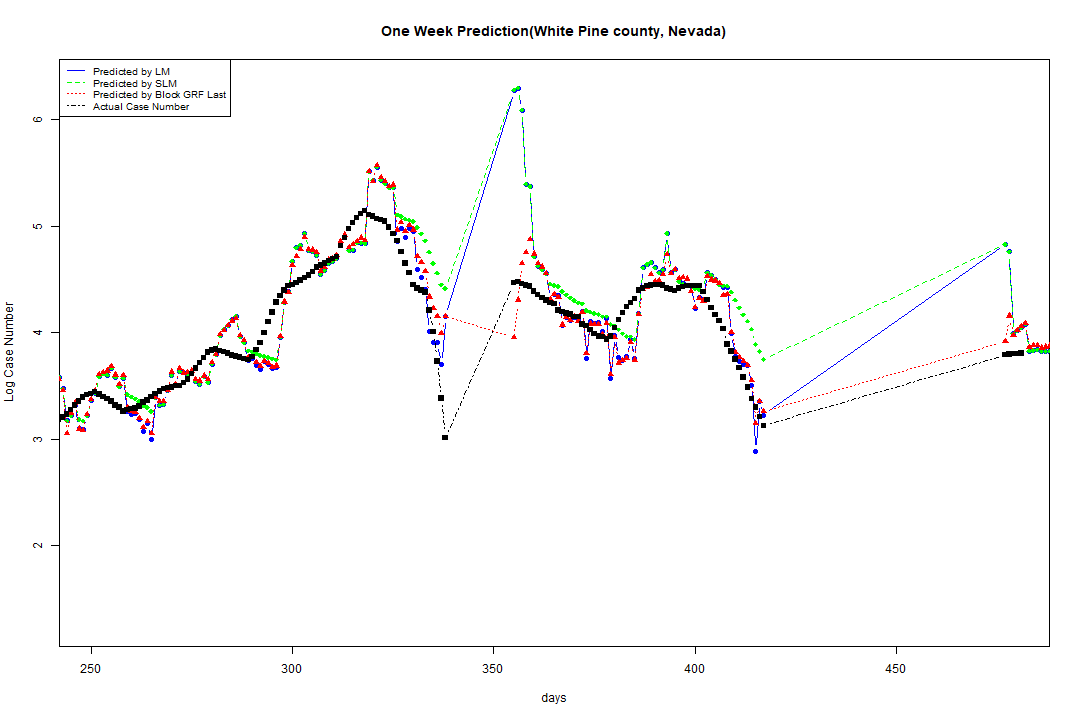 One Week Prediction(White Pine county, Nevada)
Predicted by LM
Predicted by SLM
Predicted by Block GRF Last
Actual Case Number
Log Case Number
6
5
4
3
2
250 300 350 400 450
days